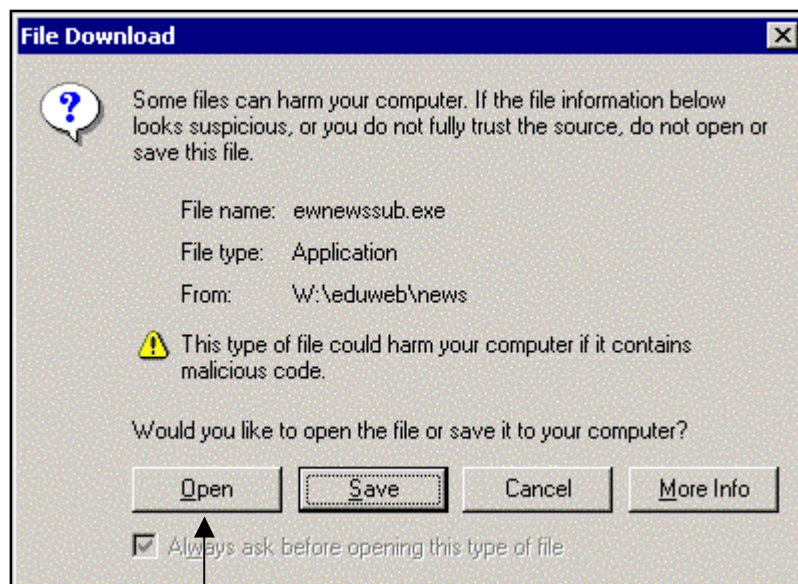 File Download
Some files can harm your computer. If the file information below
looks suspicious, or you do not fully trust the source, do not open or
save this file.
File name: ewnewssub.exe
File type: Application
From: W:\eduweb\news
This type of file could harm your computer if it contains
malicious code.
Would you like to open the file or save it to your computer?
Open Save Cancel More Info
Always ask before opening this type of file